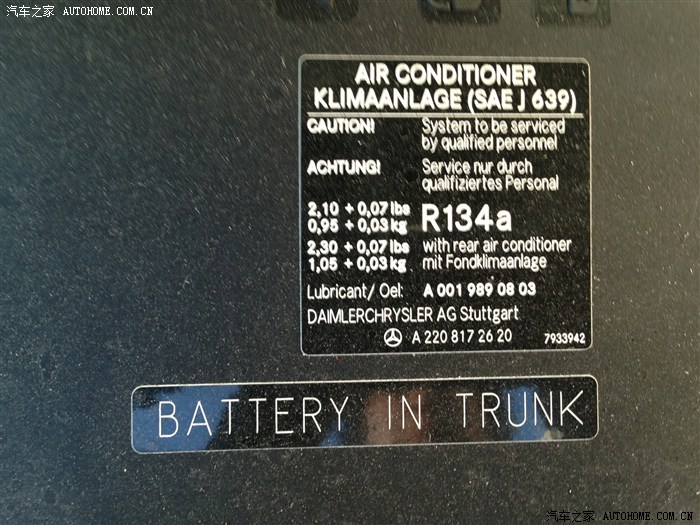 汽车之家 AUTOHOME.COM.CN
AIR CONDITIONER
KLIMAANLAGE (SAE J 639)
CAUTION! System to be serviced
by qualified personnel
ACHTUNG! Service nur durch
qualifiziertes Personal
2,10 + 0,07 lbs
0,95 + 0,03 kg R134a
2,30 + 0,07 lbs with rear air conditioner
1,05 + 0,03 kg mit Fondklimaanlage
Lubricant/ Oel: A 001 989 08 03
DAIMLERCHRYSLER AG Stuttgart
A 220 817 26 20 7933942
BATTERY IN TRUNK
汽车之家 AUTOHOME.COM.CN